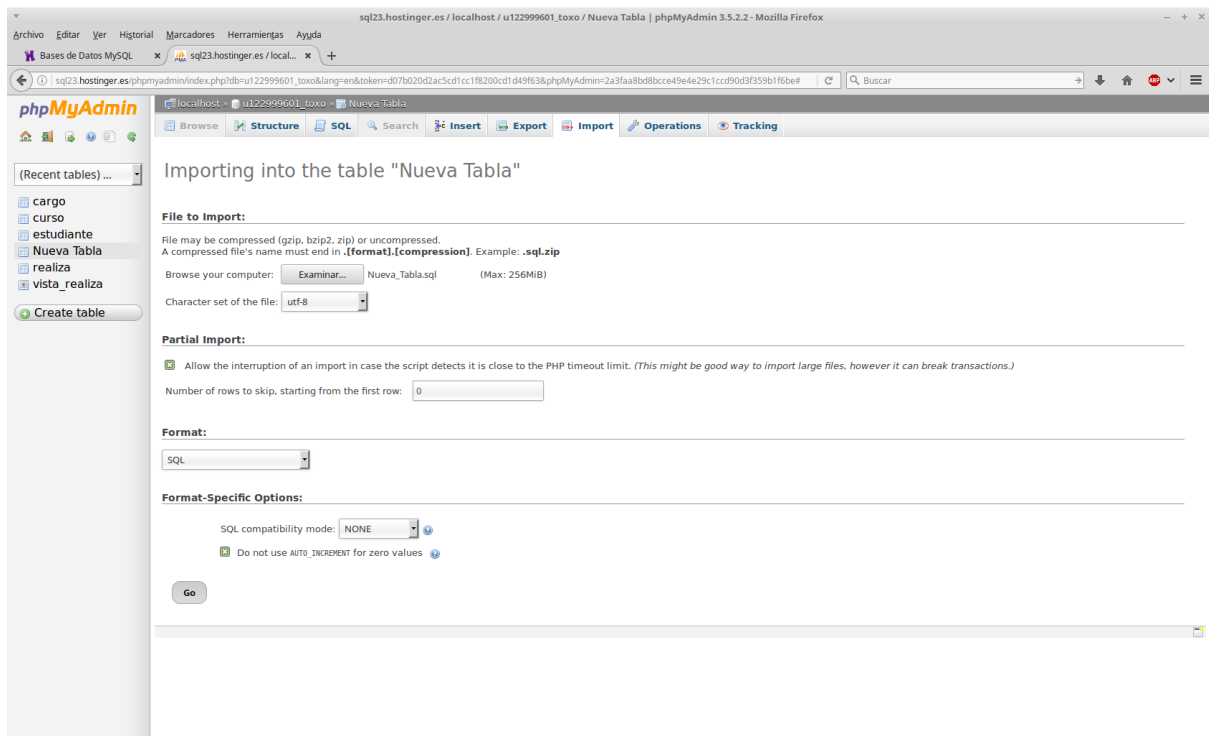 sql23.hostinger.es / localhost / u122999601_toxo / Nueva Tabla | phpMyAdmin 3.5.2.2 - Mozilla Firefox
Archivo Editar Ver Historial Marcadores Herramientas Ayuda
Bases de Datos MySQL sql23.hostinger.es / local...
sql23.hostinger.es/phpmyadmin/index.php?db=u122999601_toxo&lang=en&token=d07b020d2ac5cd1cc1f8200cd1d49f63&phpMyAdmin=2a3faa8bd8bcce49e4e29c1ccd90d3f359b1f6be# Buscar ABP
phpMyAdmin
localhost » u122999601_toxo » Nueva Tabla
Browse Structure SQL Search Insert Export Import Operations Tracking
(Recent tables) ...
cargo
curso
estudiante
Nueva Tabla
realiza
vista_realiza
Create table
Importing into the table "Nueva Tabla"
File to Import:
File may be compressed (gzip, bzip2, zip) or uncompressed.
A compressed file's name must end in .[format].[compression]. Example: .sql.zip
Browse your computer: Examinar... Nueva_Tabla.sql (Max: 256MiB)
Character set of the file: utf-8
Partial Import:
Allow the interruption of an import in case the script detects it is close to the PHP timeout limit. (This might be good way to import large files, however it can break transactions.)
Number of rows to skip, starting from the first row: 0
Format:
SQL
Format-Specific Options:
SQL compatibility mode: NONE
Do not use AUTO_INCREMENT for zero values
Go